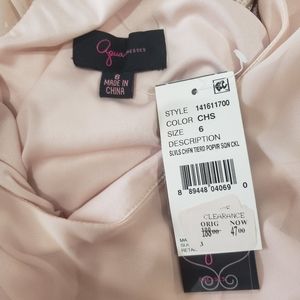 aqua
DRESSES
6
MADE IN
CHINA
STYLE 141611700
COLOR CHS
SIZE 6
DESCRIPTION
SLVLS CHFN TIERD POPVR SQN CKL
8 89448 04069 0
CLEARANCE
ORIG NOW
188.00 47.00
3